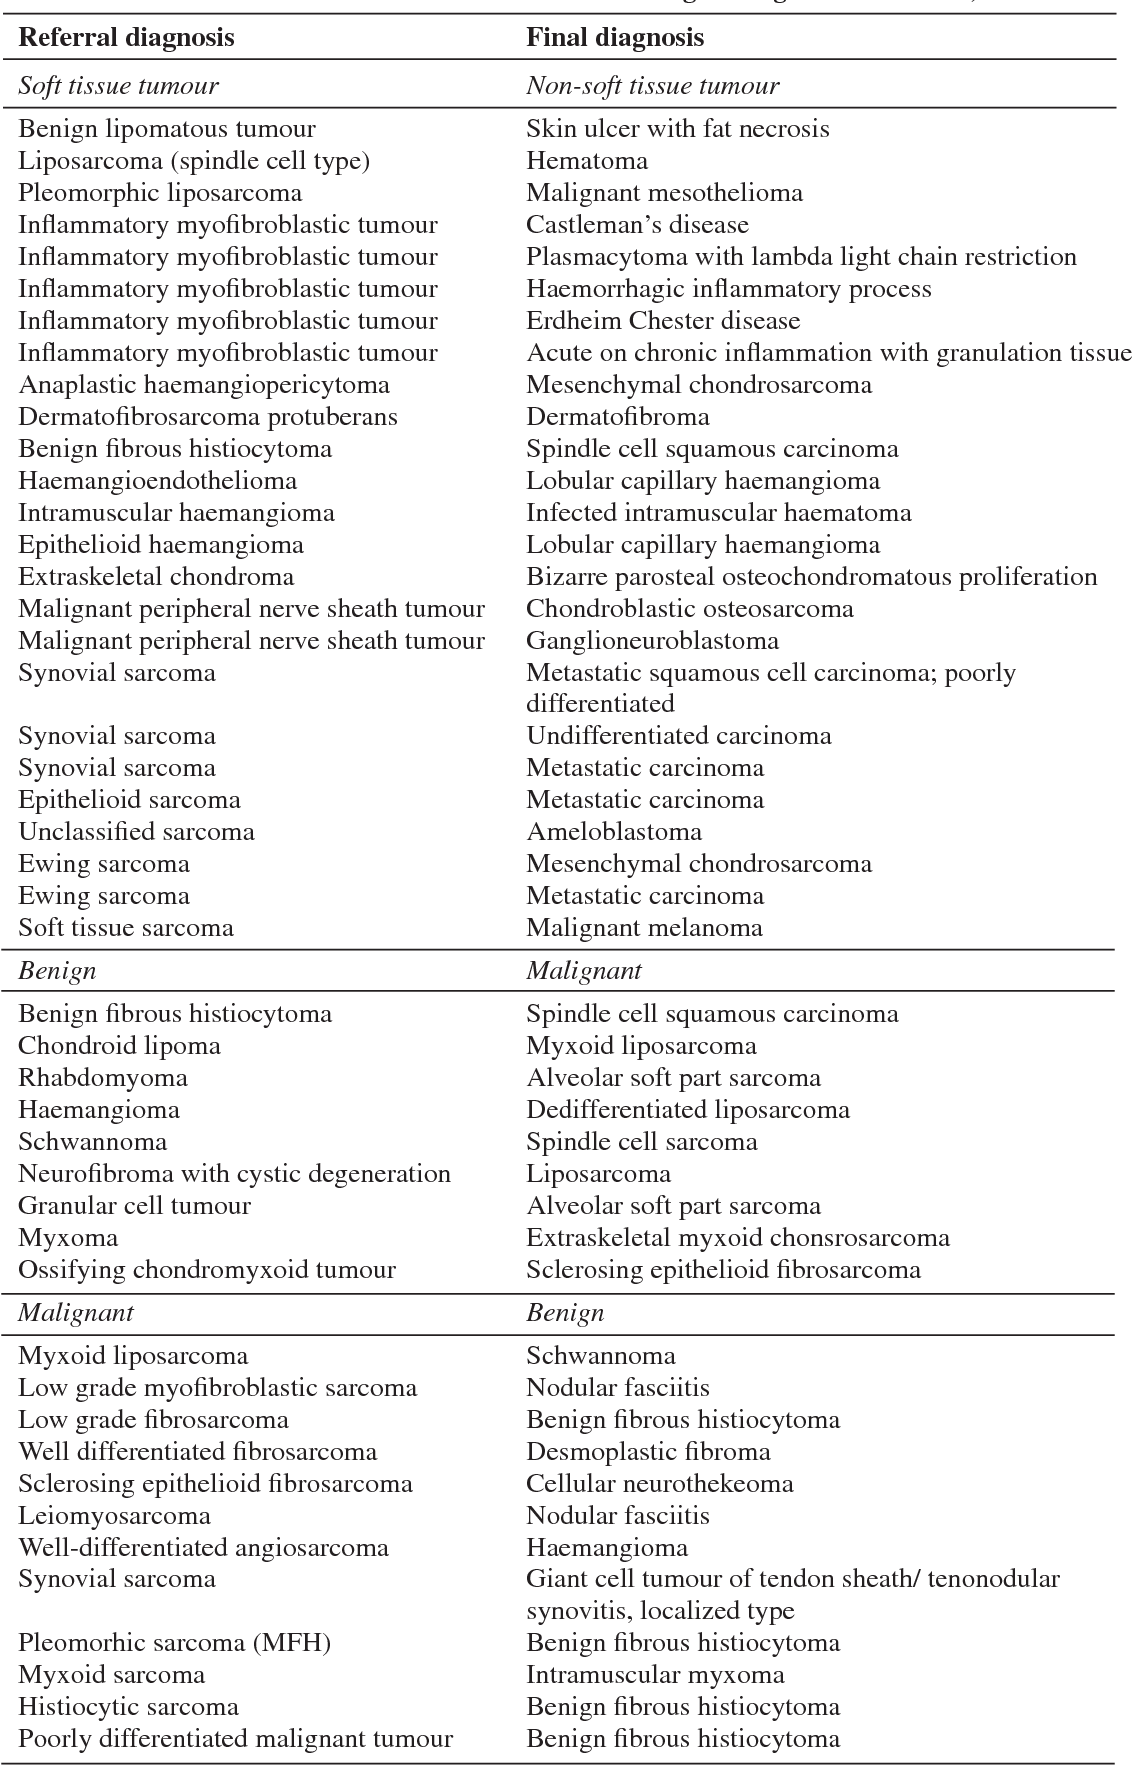 Referral diagnosis Final diagnosis
Soft tissue tumour Non-soft tissue tumour
Benign lipomatous tumour Skin ulcer with fat necrosis
Liposarcoma (spindle cell type) Hematoma
Pleomorphic liposarcoma Malignant mesothelioma
Inflammatory myofibroblastic tumour Castleman's disease
Inflammatory myofibroblastic tumour Plasmacytoma with lambda light chain restriction
Inflammatory myofibroblastic tumour Haemorrhagic inflammatory process
Inflammatory myofibroblastic tumour Erdheim Chester disease
Inflammatory myofibroblastic tumour Acute on chronic inflammation with granulation tissue
Anaplastic haemangiopericytoma Mesenchymal chondrosarcoma
Dermatofibrosarcoma protuberans Dermatofibroma
Benign fibrous histiocytoma Spindle cell squamous carcinoma
Haemangioendothelioma Lobular capillary haemangioma
Intramuscular haemangioma Infected intramuscular haematoma
Epithelioid haemangioma Lobular capillary haemangioma
Extraskeletal chondroma Bizarre parosteal osteochondromatous proliferation
Malignant peripheral nerve sheath tumour Chondroblastic osteosarcoma
Malignant peripheral nerve sheath tumour Ganglioneuroblastoma
Synovial sarcoma Metastatic squamous cell carcinoma; poorly
differentiated
Synovial sarcoma Undifferentiated carcinoma
Synovial sarcoma Metastatic carcinoma
Epithelioid sarcoma Metastatic carcinoma
Unclassified sarcoma Ameloblastoma
Ewing sarcoma Mesenchymal chondrosarcoma
Ewing sarcoma Metastatic carcinoma
Soft tissue sarcoma Malignant melanoma
Benign Malignant
Benign fibrous histiocytoma Spindle cell squamous carcinoma
Chondroid lipoma Myxoid liposarcoma
Rhabdomyoma Alveolar soft part sarcoma
Haemangioma Dedifferentiated liposarcoma
Schwannoma Spindle cell sarcoma
Neurofibroma with cystic degeneration Liposarcoma
Granular cell tumour Alveolar soft part sarcoma
Myxoma Extraskeletal myxoid chonsrosarcoma
Ossifying chondromyxoid tumour Sclerosing epithelioid fibrosarcoma
Malignant Benign
Myxoid liposarcoma Schwannoma
Low grade myofibroblastic sarcoma Nodular fasciitis
Low grade fibrosarcoma Benign fibrous histiocytoma
Well differentiated fibrosarcoma Desmoplastic fibroma
Sclerosing epithelioid fibrosarcoma Cellular neurothekeoma
Leiomyosarcoma Nodular fasciitis
Well-differentiated angiosarcoma Haemangioma
Synovial sarcoma Giant cell tumour of tendon sheath/ tenonodular
synovitis, localized type
Pleomorhic sarcoma (MFH) Benign fibrous histiocytoma
Myxoid sarcoma Intramuscular myxoma
Histiocytic sarcoma Benign fibrous histiocytoma
Poorly differentiated malignant tumour Benign fibrous histiocytoma